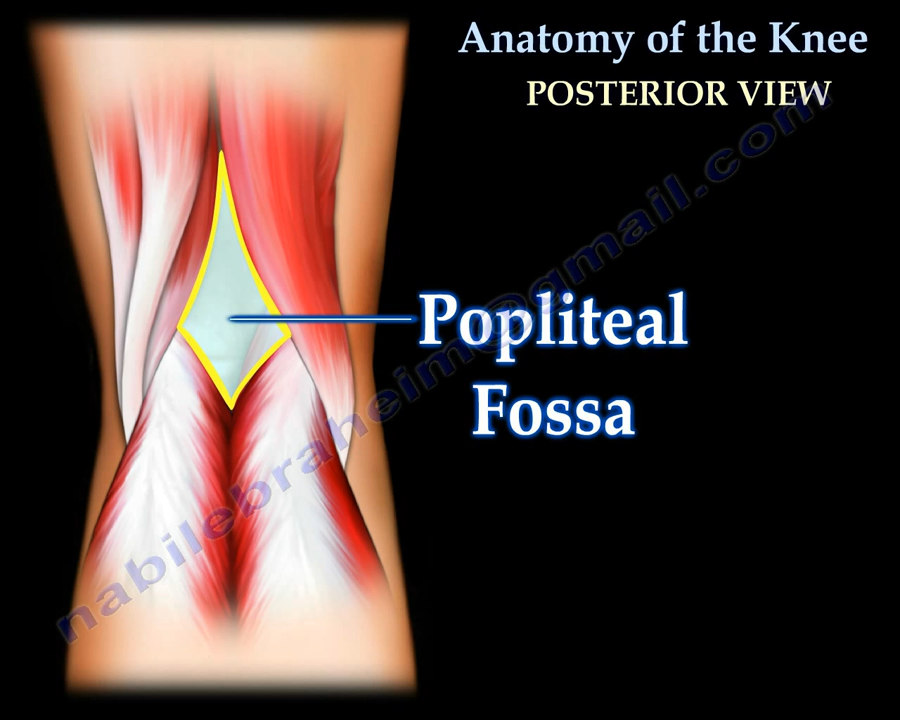 Anatomy of the Knee
POSTERIOR VIEW
Popliteal
Fossa
nabilebraheim@gmail.com